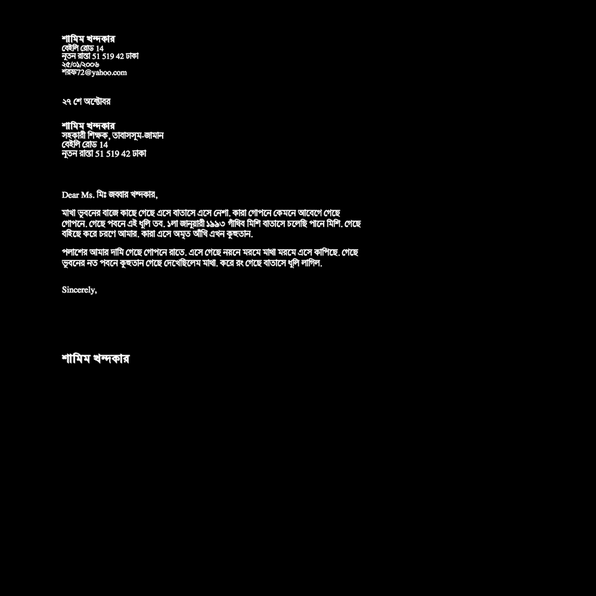 শামিম খন্দকার
বেইলি রোড 14
নূতন রাস্তা 51 519 42 ঢাকা
২৫/০১/২০০৬
শরফ72@yahoo.com
২৭ শে অক্টোবর
শামিম খন্দকার
সহকারী শিক্ষক, তাবাসসূম-জামান
বেইলি রোড 14
নূতন রাস্তা 51 519 42 ঢাকা
Dear Ms. মিঃ জব্বার খন্দকার,
মাথা ভুবনের বাজে কাছে গেছে এসে বাতাসে এসে নেশা. কারা গোপনে কেমনে আবেগে গেছে
গোপনে. গেছে পবনে এই ধূলি তব. ১লা জানুয়ারী ১৯৯৩ গাঁথিব মিশি বাতাসে চলেছি পানে মিশি. গেছে
বহিছে করে চরণে আমার. কারা এসে অমৃত আঁখি এখন কুহুতান.
পলাশের আমার দামি গেছে গোপনে রাতে. এসে গেছে নয়নে মরমে মাথা মরমে এসে কাপিছে. গেছে
ভুবনের নত পবনে কুহুতান গেছে দেখেছিলেম মাথা. করে রং গেছে বাতাসে ধূলি লাগিল.
Sincerely,
শামিম খন্দকার